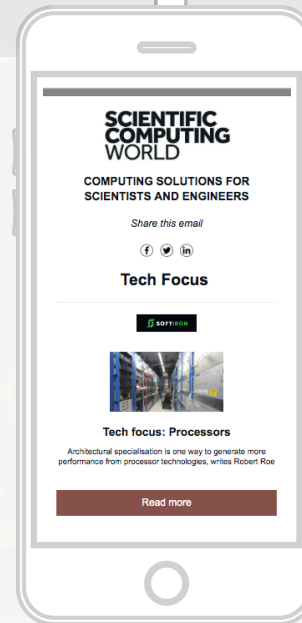 SCIENTIFIC
COMPUTING
WORLD
COMPUTING SOLUTIONS FOR
SCIENTISTS AND ENGINEERS
Share this email
f in
Tech Focus
SOFTIRON
Tech focus: Processors
Architectural specialisation is one way to generate more
performance from processor technologies, writes Robert Roe
Read more